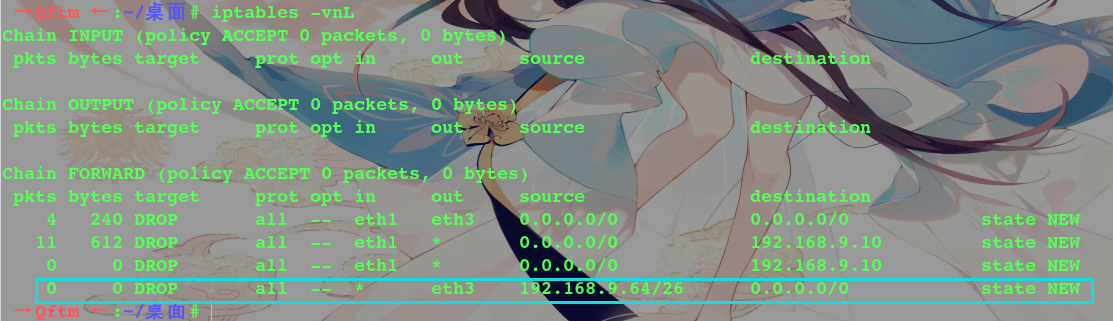 →Qftm ←:~/桌面# iptables -vnL
Chain INPUT (policy ACCEPT 0 packets, 0 bytes)
pkts bytes target prot opt in out source destination
Chain OUTPUT (policy ACCEPT 0 packets, 0 bytes)
pkts bytes target prot opt in out source destination
Chain FORWARD (policy ACCEPT 0 packets, 0 bytes)
pkts bytes target prot opt in out source destination
4 240 DROP all -- eth1 eth3 0.0.0.0/0 0.0.0.0/0 state NEW
11 612 DROP all -- eth1 * 0.0.0.0/0 192.168.9.10 state NEW
0 0 DROP all -- eth1 * 0.0.0.0/0 192.168.9.10 state NEW
0 0 DROP all -- * eth3 192.168.9.64/26 0.0.0.0/0 state NEW
→Qftm ←:~/桌面#